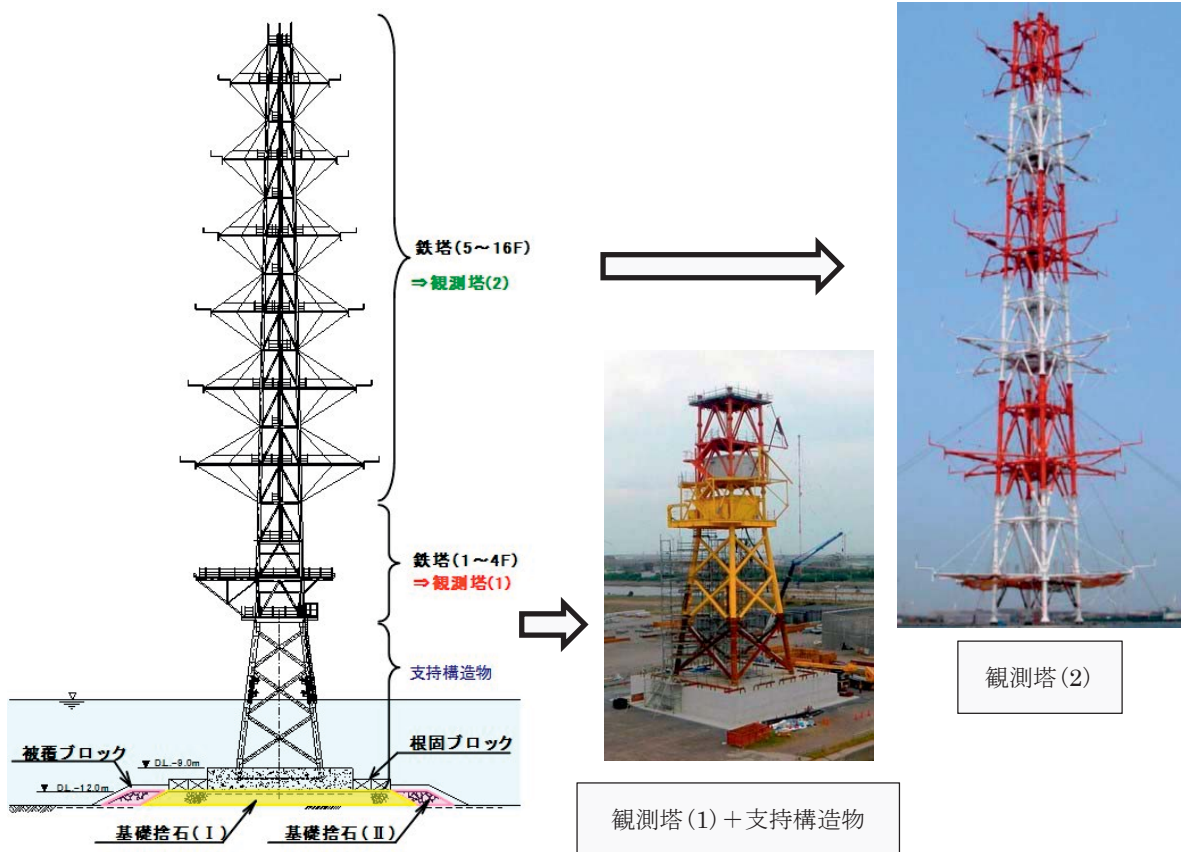 鉄塔(5～16F)
⇒観測塔(2)
鉄塔(1～4F)
⇒観測塔(1)
支持構造物
被覆ブロック
根固ブロック
D.L.-9.0m
D.L.-12.0m
基礎捨石(Ⅰ)
基礎捨石(Ⅱ)
観測塔(1)＋支持構造物
観測塔(2)